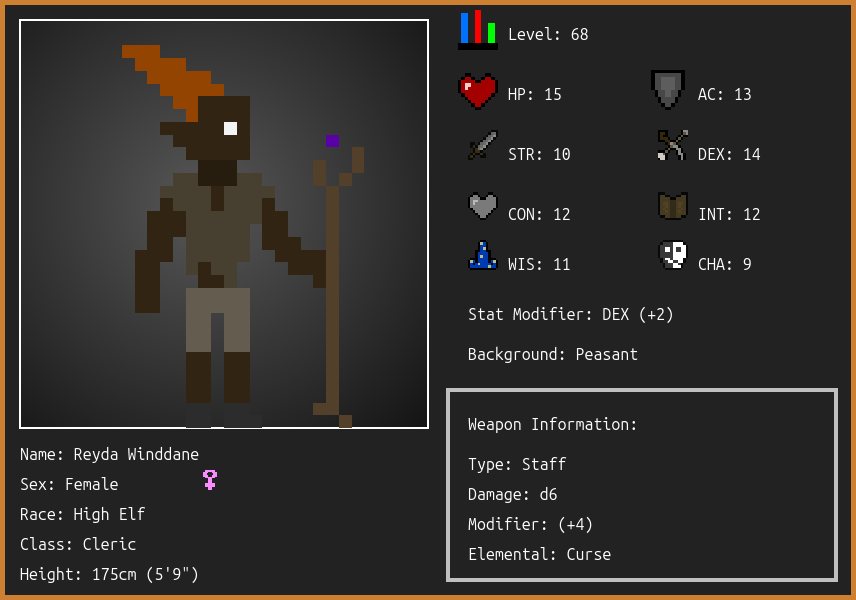 Level: 68
HP: 15
AC: 13
STR: 10
DEX: 14
CON: 12
INT: 12
WIS: 11
CHA: 9
Stat Modifier: DEX (+2)
Background: Peasant
Weapon Information:
Type: Staff
Damage: d6
Modifier: (+4)
Elemental: Curse
Name: Reyda Winddane
Sex: Female
Race: High Elf
Class: Cleric
Height: 175cm (5'9")